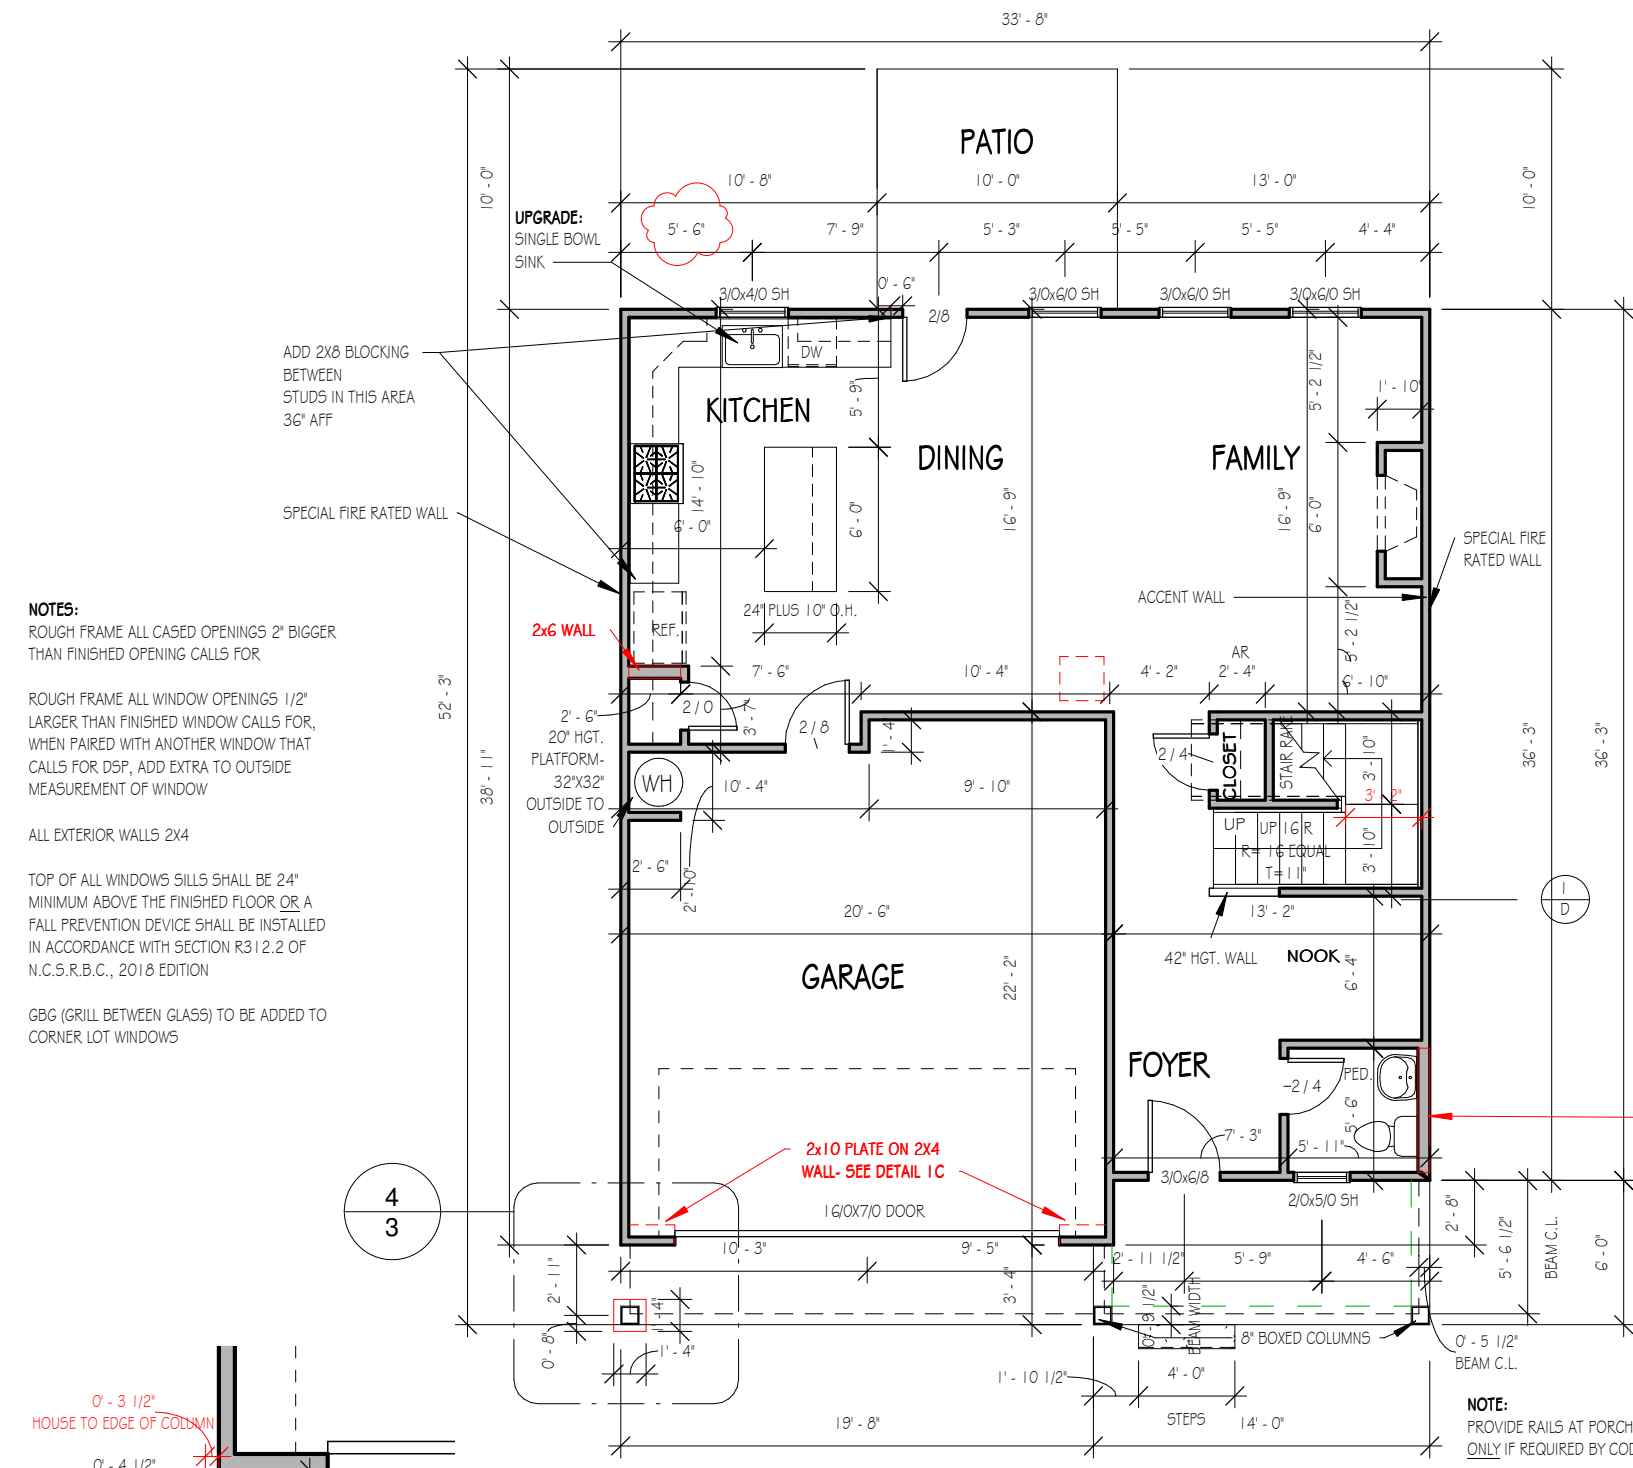 33' - 8"
PATIO
10' - 0"
10' - 0"
10' - 8"
10' - 0"
13' - 0"
UPGRADE:
SINGLE BOWL
SINK
5' - 6"
7' - 9"
5' - 3"
5' - 5"
5' - 5"
4' - 4"
0' - 6"
3/0x4/0 SH
3/0x6/0 SH
3/0x6/0 SH
3/0x6/0 SH
2/8
ADD 2X8 BLOCKING
BETWEEN
STUDS IN THIS AREA
36" AFF
DW
KITCHEN
5' - 9"
DINING
FAMILY
5' - 2 1/2"
1' - 10"
14' - 10"
6' - 0"
6' - 0"
16' - 9"
16' - 9"
6' - 0"
SPECIAL FIRE RATED WALL
SPECIAL FIRE
RATED WALL
ACCENT WALL
24" PLUS 10" O.H.
REF.
2x6 WALL
5' - 2 1/2"
AR
7' - 6"
10' - 4"
4' - 2"
2' - 4"
6' - 10"
NOTES:
ROUGH FRAME ALL CASED OPENINGS 2" BIGGER
THAN FINISHED OPENING CALLS FOR
ROUGH FRAME ALL WINDOW OPENINGS 1/2"
LARGER THAN FINISHED WINDOW CALLS FOR,
WHEN PAIRED WITH ANOTHER WINDOW THAT
CALLS FOR DSP, ADD EXTRA TO OUTSIDE
MEASUREMENT OF WINDOW
ALL EXTERIOR WALLS 2X4
TOP OF ALL WINDOWS SILLS SHALL BE 24"
MINIMUM ABOVE THE FINISHED FLOOR OR A
FALL PREVENTION DEVICE SHALL BE INSTALLED
IN ACCORDANCE WITH SECTION R312.2 OF
N.C.S.R.B.C., 2018 EDITION
GBG (GRILL BETWEEN GLASS) TO BE ADDED TO
CORNER LOT WINDOWS
52' - 3"
38' - 11"
2' - 6"
20" HGT.
PLATFORM-
32"X32"
OUTSIDE TO
OUTSIDE
2 / 0
3' - 7"
2 / 8
1' - 4"
WH
10' - 4"
9' - 10"
2 / 4
CLOSET
STAIR RAKE
3' - 10"
3' - 2"
36' - 3"
36' - 3"
UP
UP 16 R
R= 16 EQUAL
T= 11"
3' - 10"
2' - 6"
2' - 10"
20' - 6"
13' - 2"
1
D
42" HGT. WALL
NOOK
6' - 4"
GARAGE
22' - 2"
FOYER
2 / 4
PED.
5' - 6"
7' - 3"
5' - 11"
2x10 PLATE ON 2X4
WALL- SEE DETAIL 1C
3/0x6/8
2/0x5/0 SH
16/0X7/0 DOOR
4
3
10' - 3"
9' - 5"
2' - 11 1/2"
5' - 9"
4' - 6"
2' - 8"
5' - 6 1/2"
BEAM C.L.
6' - 0"
2' - 11"
3' - 4"
0' - 9 1/2"
BEAM WIDTH
8" BOXED COLUMNS
0' - 5 1/2"
BEAM C.L.
0' - 8"
1' - 4"
1' - 4"
1' - 10 1/2"
4' - 0"
STEPS
19' - 8"
14' - 0"
0' - 3 1/2"
HOUSE TO EDGE OF COLUMN
0' - 4 1/2"
NOTE:
PROVIDE RAILS AT PORCH
ONLY IF REQUIRED BY COD